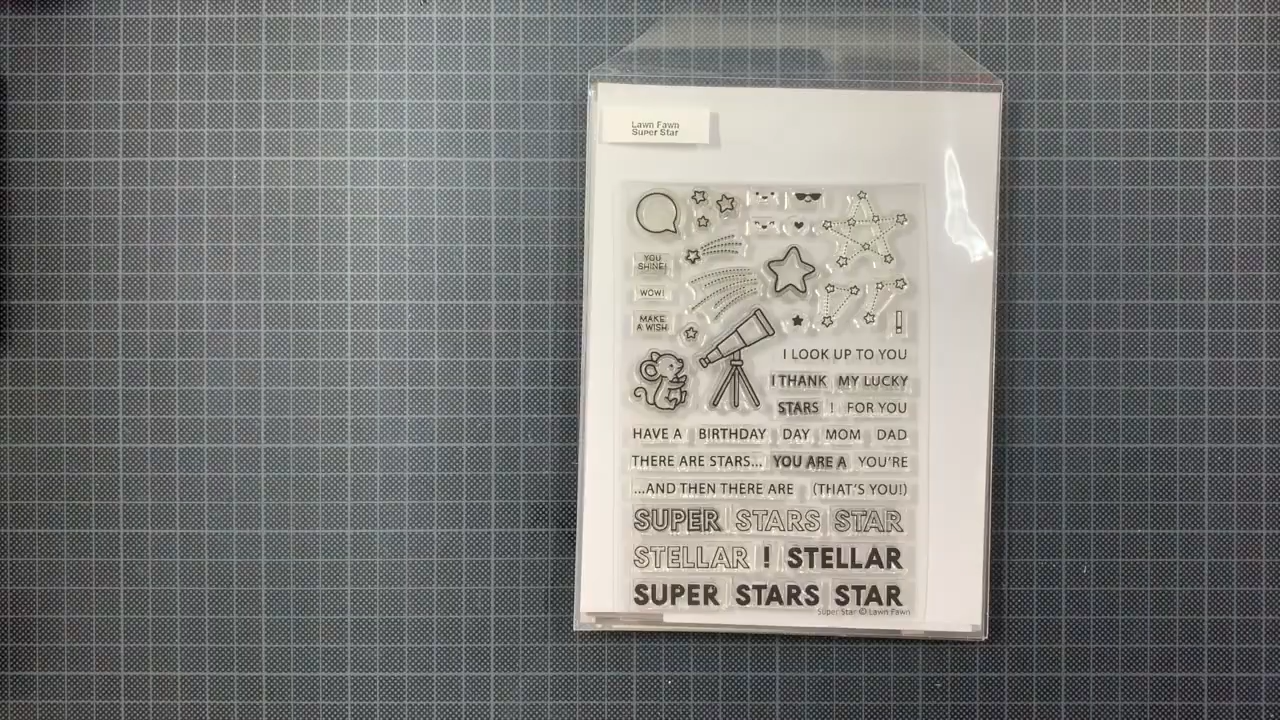 Lawn Fawn
Super Star
YOU
SHINE!
WOW!
MAKE
A WISH
I LOOK UP TO YOU
I THANK MY LUCKY
STARS ! FOR YOU
HAVE A BIRTHDAY DAY MOM DAD
THERE ARE STARS... YOU ARE A YOU'RE
...AND THEN THERE ARE (THAT'S YOU!)
SUPER STARS STAR
STELLAR ! STELLAR
SUPER STARS STAR
Super Star © Lawn Fawn